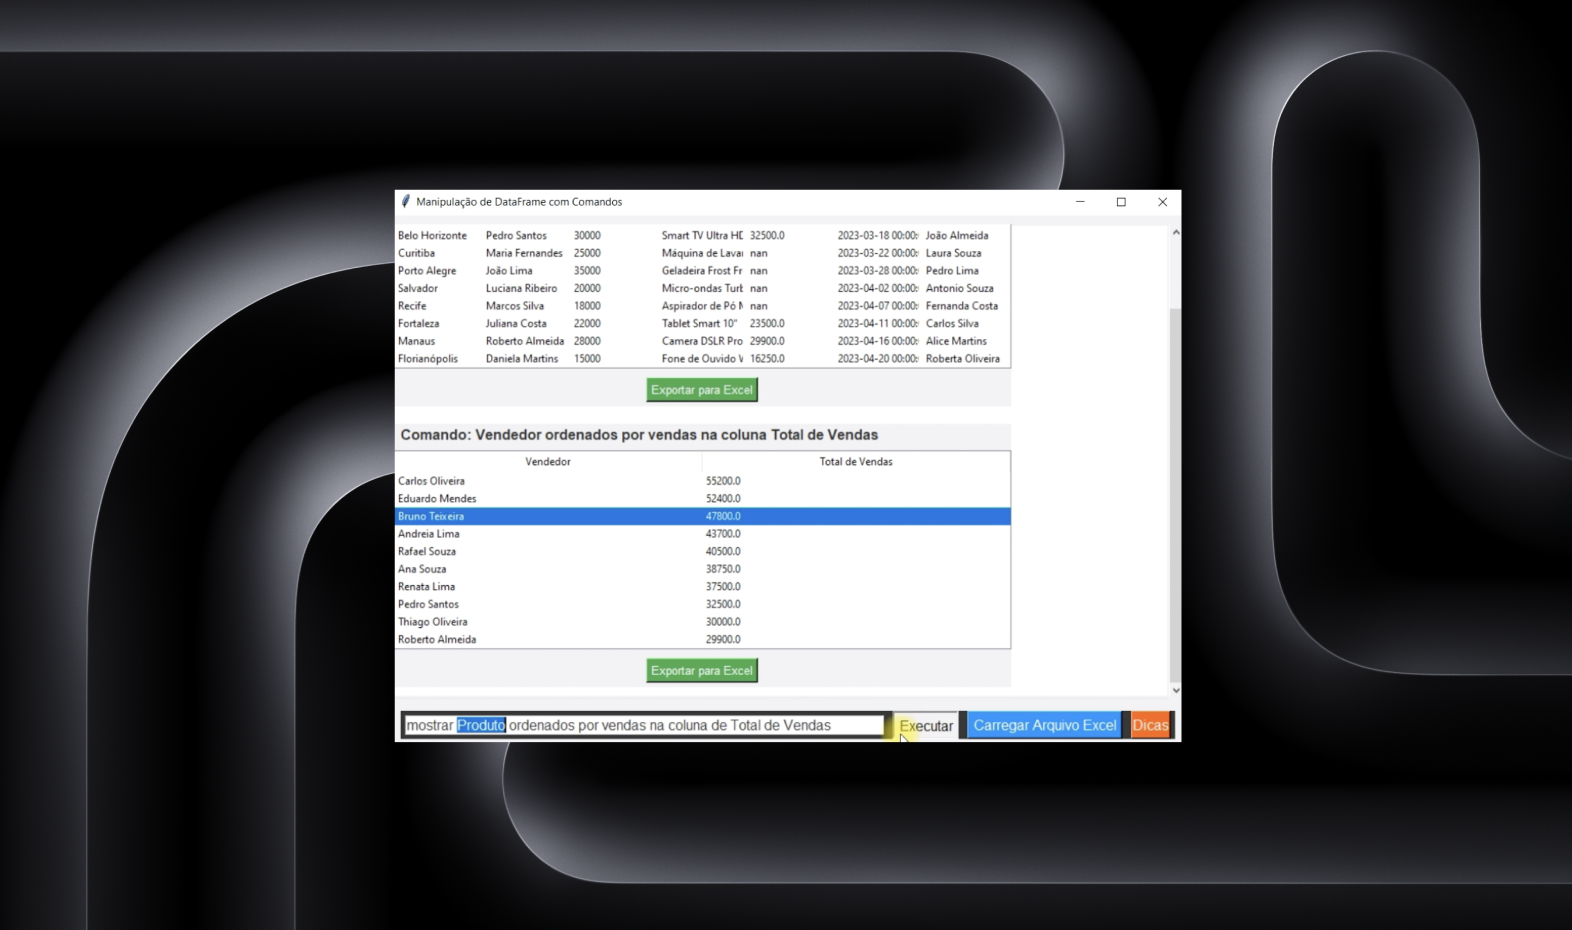 Manipulação de DataFrame com Comandos
Belo Horizonte Pedro Santos 30000 Smart TV Ultra HD 32500.0 2023-03-18 00:00: João Almeida
Curitiba Maria Fernandes 25000 Máquina de Lavar nan 2023-03-22 00:00: Laura Souza
Porto Alegre João Lima 35000 Geladeira Frost Fr nan 2023-03-28 00:00: Pedro Lima
Salvador Luciana Ribeiro 20000 Micro-ondas Turb nan 2023-04-02 00:00: Antonio Souza
Recife Marcos Silva 18000 Aspirador de Pó nan 2023-04-07 00:00: Fernanda Costa
Fortaleza Juliana Costa 22000 Tablet Smart 10" 23500.0 2023-04-11 00:00: Carlos Silva
Manaus Roberto Almeida 28000 Camera DSLR Pro 29900.0 2023-04-16 00:00: Alice Martins
Florianópolis Daniela Martins 15000 Fone de Ouvido 16250.0 2023-04-20 00:00: Roberta Oliveira
Exportar para Excel
Comando: Vendedor ordenados por vendas na coluna Total de Vendas
Vendedor Total de Vendas
Carlos Oliveira 55200.0
Eduardo Mendes 52400.0
Bruno Teixeira 47800.0
Andreia Lima 43700.0
Rafael Souza 40500.0
Ana Souza 38750.0
Renata Lima 37500.0
Pedro Santos 32500.0
Thiago Oliveira 30000.0
Roberto Almeida 29900.0
Exportar para Excel
mostrar Produto ordenados por vendas na coluna de Total de Vendas Executar Carregar Arquivo Excel Dicas